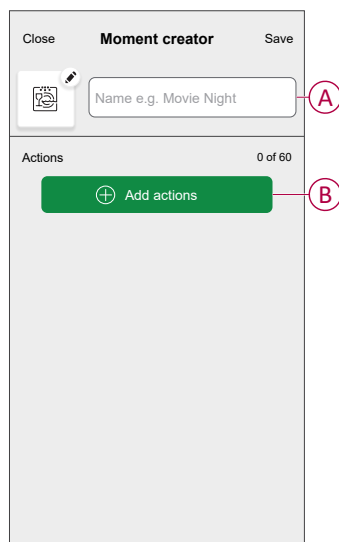 Close Moment creator Save
Name e.g. Movie Night
A
Actions 0 of 60
Add actions
B